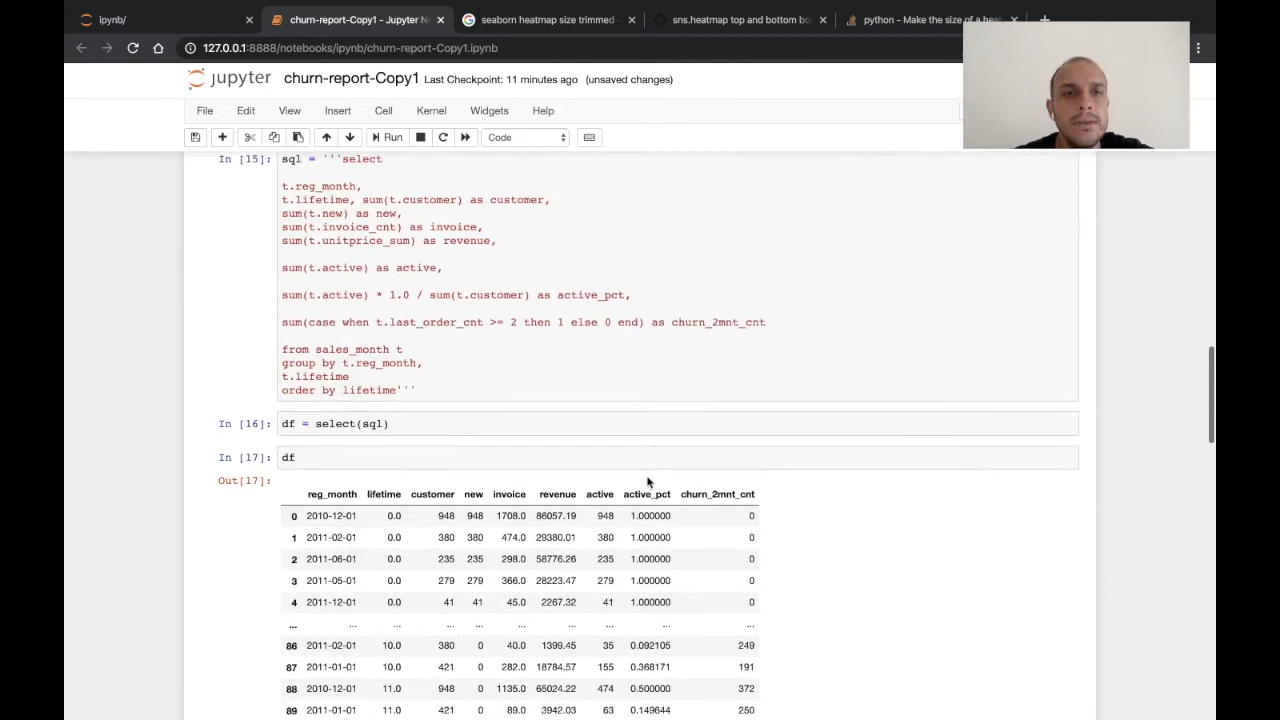 ipynb/
churn-report-Copy1 - Jupyter N
seaborn heatmap size trimmed -
sns.heatmap top and bottom bo
python - Make the size of a hea
127.0.0.1:8888/notebooks/ipynb/churn-report-Copy1.ipynb
jupyter churn-report-Copy1 Last Checkpoint: 11 minutes ago (unsaved changes)
File Edit View Insert Cell Kernel Widgets Help
Run Code
In [15]: sql = '''select
t.reg_month,
t.lifetime, sum(t.customer) as customer,
sum(t.new) as new,
sum(t.invoice_cnt) as invoice,
sum(t.unitprice_sum) as revenue,
sum(t.active) as active,
sum(t.active) * 1.0 / sum(t.customer) as active_pct,
sum(case when t.last_order_cnt >= 2 then 1 else 0 end) as churn_2mnt_cnt
from sales_month t
group by t.reg_month,
t.lifetime
order by lifetime'''
In [16]: df = select(sql)
In [17]: df
Out[17]:
reg_month lifetime customer new invoice revenue active active_pct churn_2mnt_cnt
0 2010-12-01 0.0 948 948 1708.0 86057.19 948 1.000000 0
1 2011-02-01 0.0 380 380 474.0 29380.01 380 1.000000 0
2 2011-06-01 0.0 235 235 298.0 58776.26 235 1.000000 0
3 2011-05-01 0.0 279 279 366.0 28223.47 279 1.000000 0
4 2011-12-01 0.0 41 41 45.0 2267.32 41 1.000000 0
... ... ... ... ... ... ... ... ... ...
86 2011-02-01 10.0 380 0 40.0 1399.45 35 0.092105 249
87 2011-01-01 10.0 421 0 282.0 18784.57 155 0.368171 191
88 2010-12-01 11.0 948 0 1135.0 65024.22 474 0.500000 372
89 2011-01-01 11.0 421 0 89.0 3942.03 63 0.149644 250